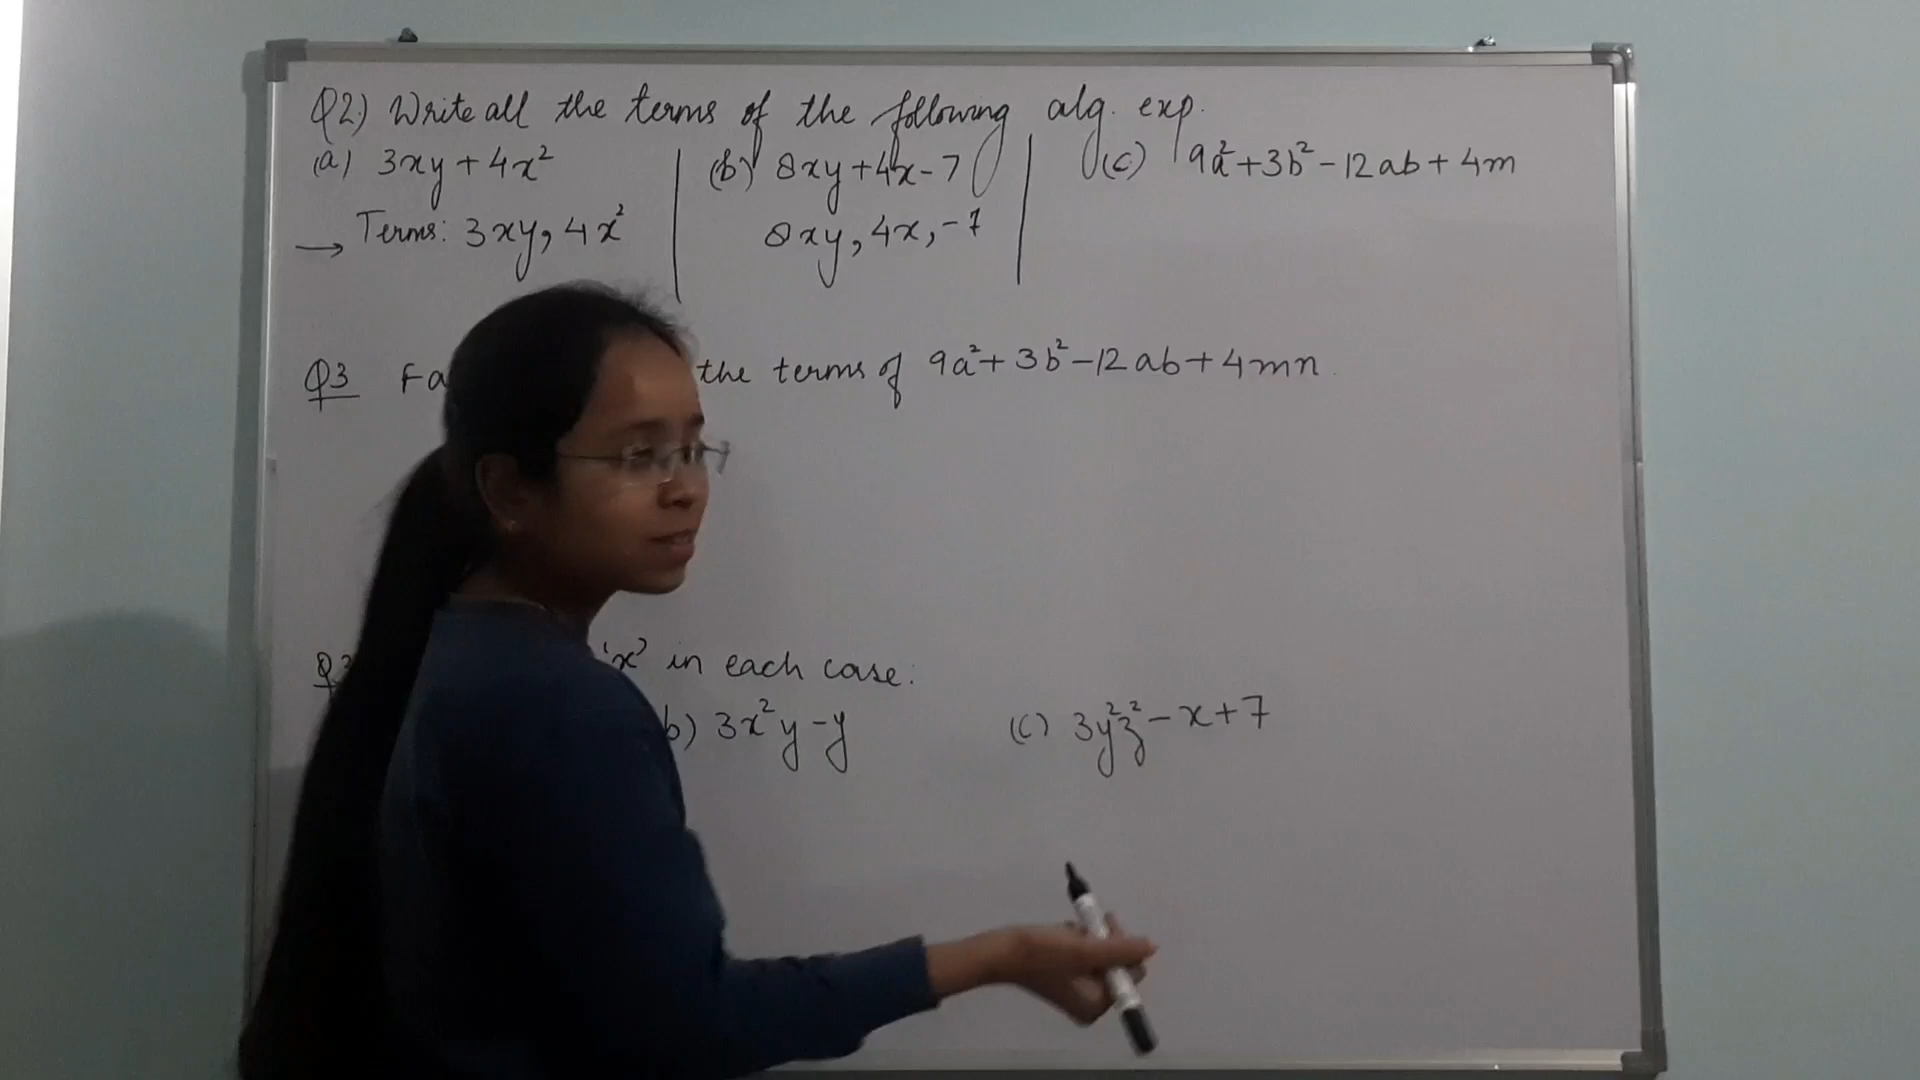 Q2) Write all the terms of the following alg. exp.
(a) 3xy + 4x² (b) 8xy + 4x - 7 (c) 9a² + 3b² - 12ab + 4m
→ Terms: 3xy, 4x² 8xy, 4x, -7
Q3 the terms of 9a² + 3b² - 12ab + 4mn
'x' in each case:
b) 3x²y - y (c) 3y²z² - x + 7